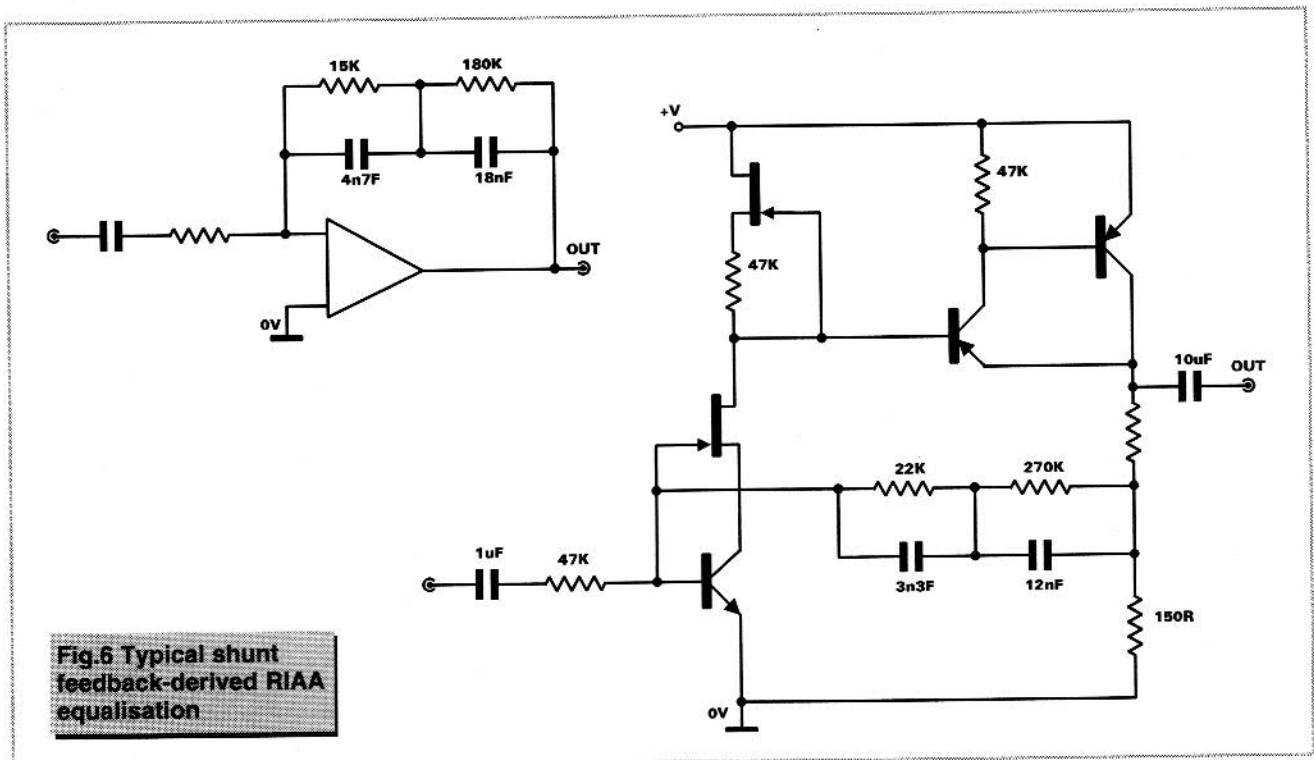 15K
180K
4n7F
18nF
OUT
0V
+V
47K
47K
10uF
OUT
22K
270K
1uF
47K
3n3F
12nF
150R
0V
Fig.6 Typical shunt
feedback-derived RIAA
equalisation